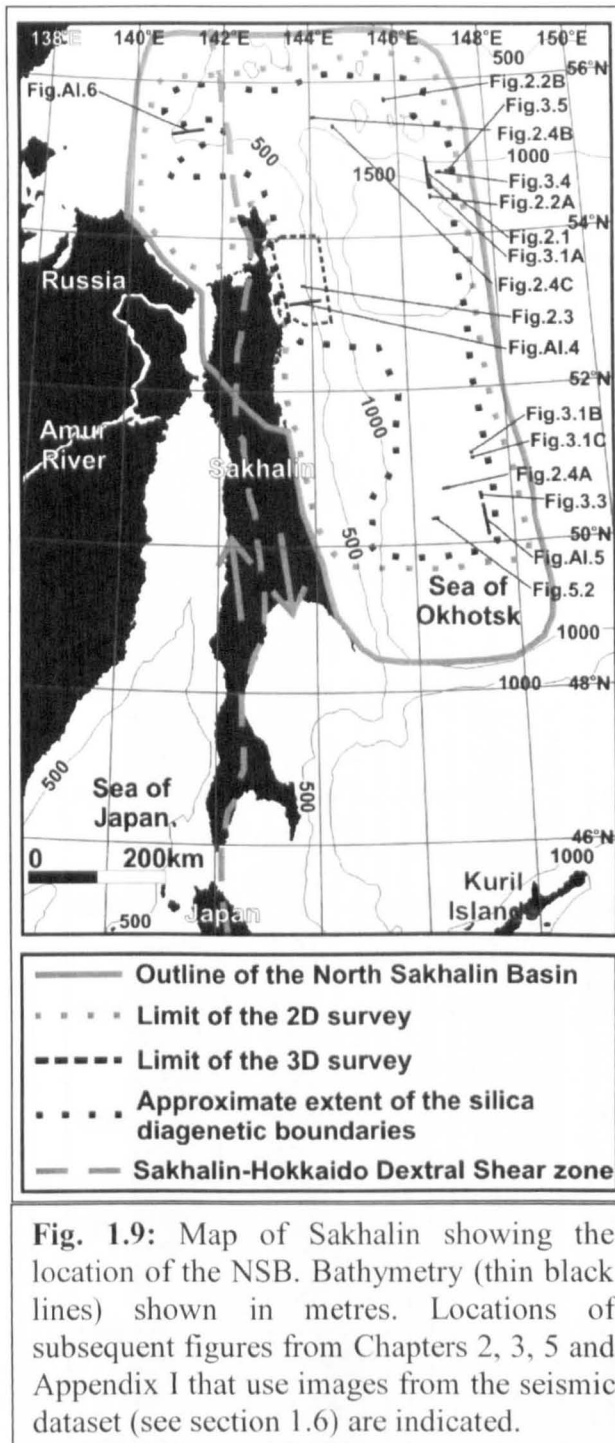 138°E 140°E 142°E 144°E 146°E 148°E 150°E
500
56°N
Fig.AI.6
Fig.2.2B
Fig.3.5
Fig.2.4B
500
1000
1500
Fig.3.4
Fig.2.2A
54°N
Fig.2.1
Fig.3.1A
Russia
Fig.2.4C
Fig.2.3
Fig.AI.4
52°N
1000
Fig.3.1B
Amur
River
Sakhalin
Fig.3.1C
Fig.2.4A
Fig.3.3
500
50°N
Fig.AI.5
Sea of
Okhotsk
Fig.5.2
1000
1000
48°N
500
Sea of
Japan
500
46°N
0 200km
1000
Kuril
Island
500
Japan
Outline of the North Sakhalin Basin
Limit of the 2D survey
Limit of the 3D survey
Approximate extent of the silica
diagenetic boundaries
Sakhalin-Hokkaido Dextral Shear zone
Fig. 1.9: Map of Sakhalin showing the
location of the NSB. Bathymetry (thin black
lines) shown in metres. Locations of
subsequent figures from Chapters 2, 3, 5 and
Appendix I that use images from the seismic
dataset (see section 1.6) are indicated.